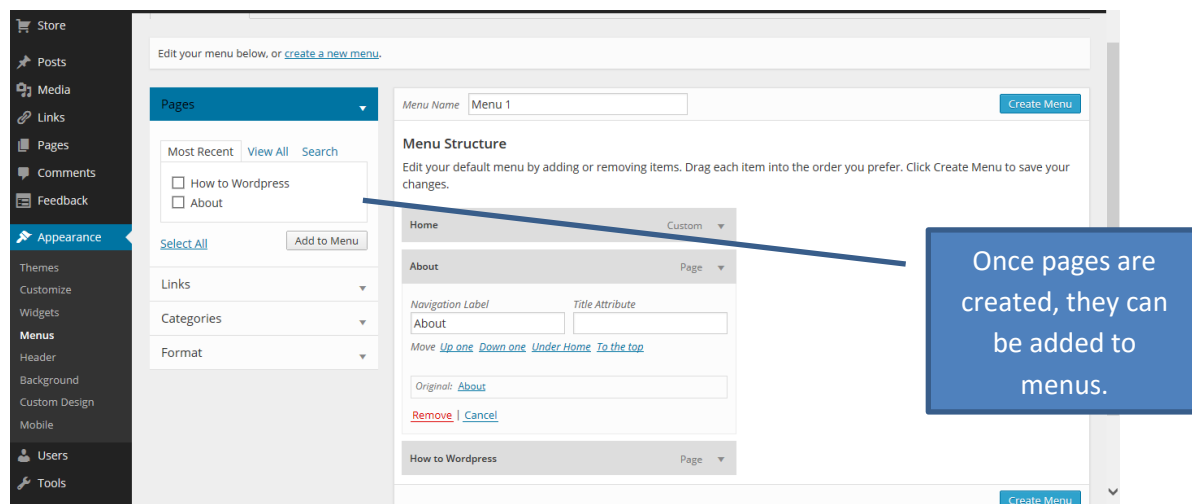 Store
Posts
Media
Links
Pages
Comments
Feedback
Appearance
Themes
Customize
Widgets
Menus
Header
Background
Custom Design
Mobile
Users
Tools
Edit your menu below, or create a new menu.
Pages
Most Recent View All Search
How to Wordpress
About
Select All Add to Menu
Links
Categories
Format
Menu Name Menu 1 Create Menu
Menu Structure
Edit your default menu by adding or removing items. Drag each item into the order you prefer. Click Create Menu to save your
changes.
Home Custom
About Page
Navigation Label Title Attribute
About
Move Up one Down one Under Home To the top
Original: About
Remove | Cancel
How to Wordpress Page
Create Menu
Once pages are
created, they can
be added to
menus.